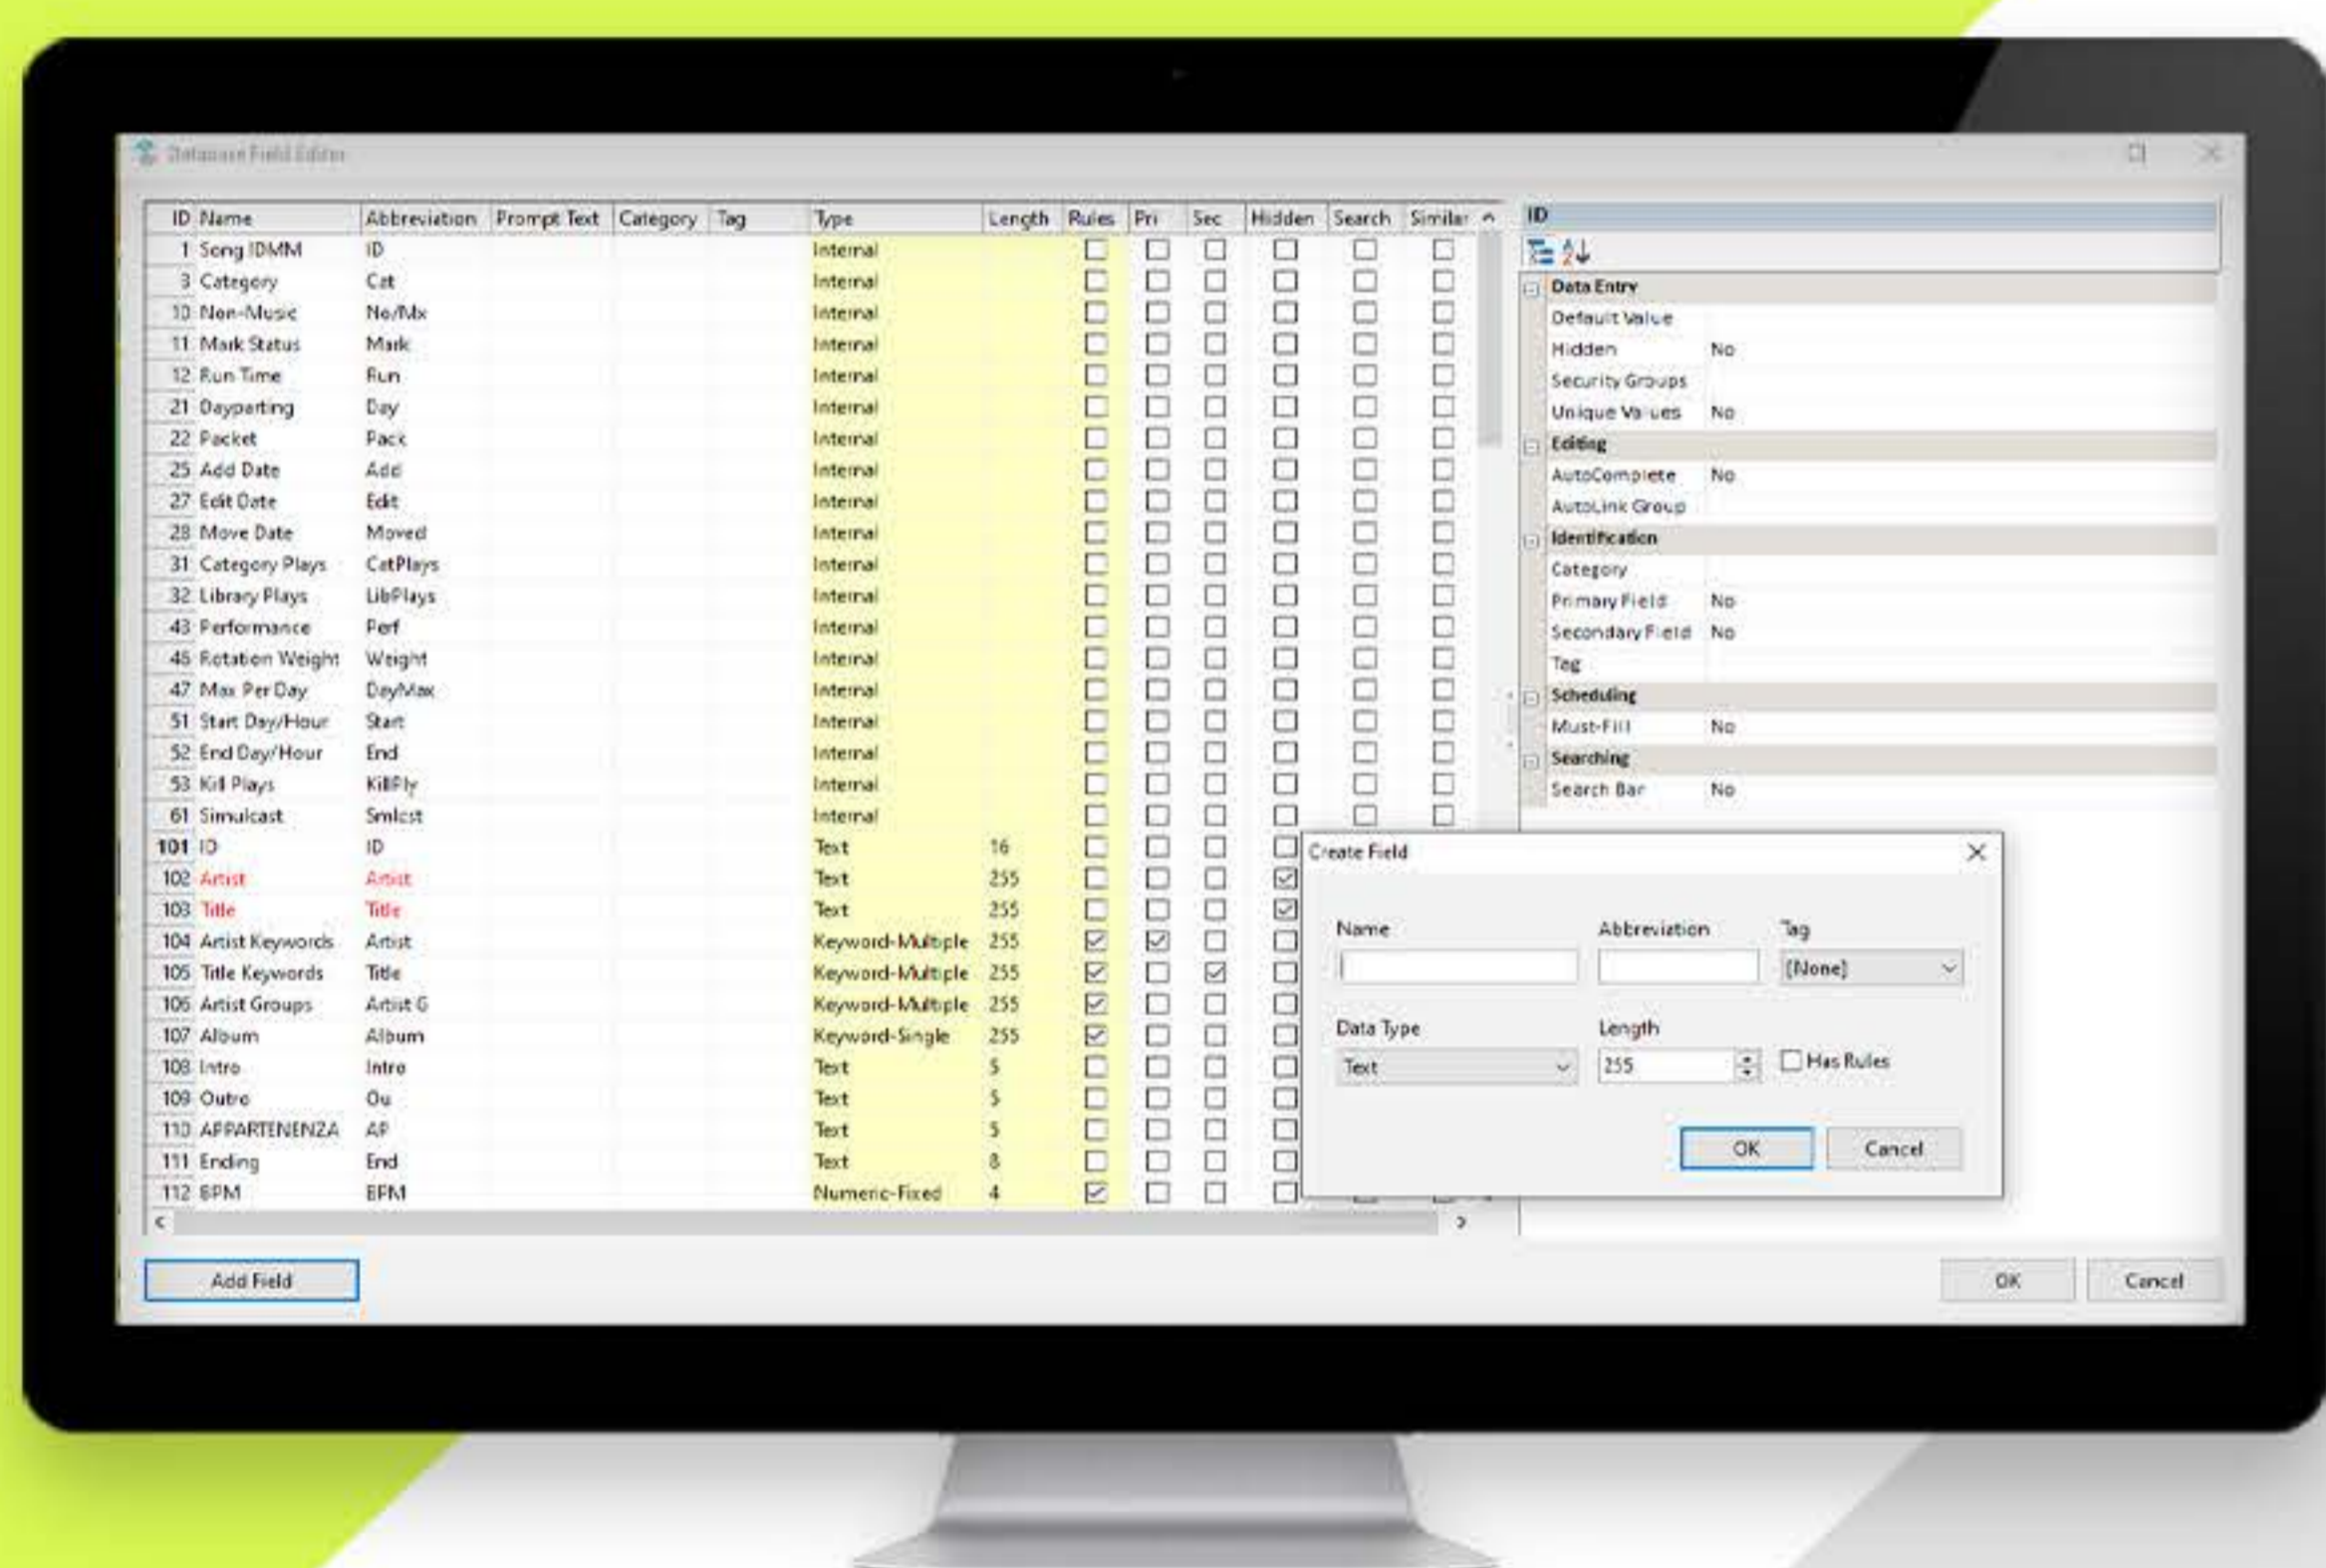 Database Field Editor
ID Name Abbreviation Prompt Text Category Tag Type Length Rules Pri Sec Hidden Search Similar
1 Song IDMM ID Internal
3 Category Cat Internal
10 Non-Music No/Mx Internal
11 Mark Status Mark Internal
12 Run Time Run Internal
21 Dayparting Day Internal
22 Packet Pack Internal
25 Add Date Add Internal
27 Edit Date Edit Internal
28 Move Date Moved Internal
31 Category Plays CatPlays Internal
32 Library Plays LibPlays Internal
43 Performance Perf Internal
Rotation Weight Weight Internal
47 Max Per Day DayMax Internal
51 Start Day/Hour Start Internal
52 End Day/Hour End Internal
53 Kill Plays KillPly Internal
61 Simulcast Smlcst Internal
101 ID ID Text 16
102 Artist Artist Text 255
103 Title Title Text 255
104 Artist Keywords Artist Keyword-Multiple 255
105 Title Keywords Title Keyword-Multiple 255
106 Artist Groups Artist G Keyword-Multiple 255
107 Album Album Keyword-Single 255
108 Intro Intro Text 5
109 Outro Ou Text 5
110 APPARTENENZA AP Text 5
111 Ending End Text 8
112 BPM BPM Numeric-Fixed 4
Add Field
ID
Data Entry
Default Value
Hidden No
Security Groups
Unique Values No
Editing
AutoComplete No
AutoLink Group
Identification
Category
Primary Field No
Secondary Field No
Tag
Scheduling
Must-Fill No
Searching
Search Bar No
Create Field
Name Abbreviation Tag
[None]
Data Type Length
Text 255 Has Rules
OK Cancel
OK Cancel